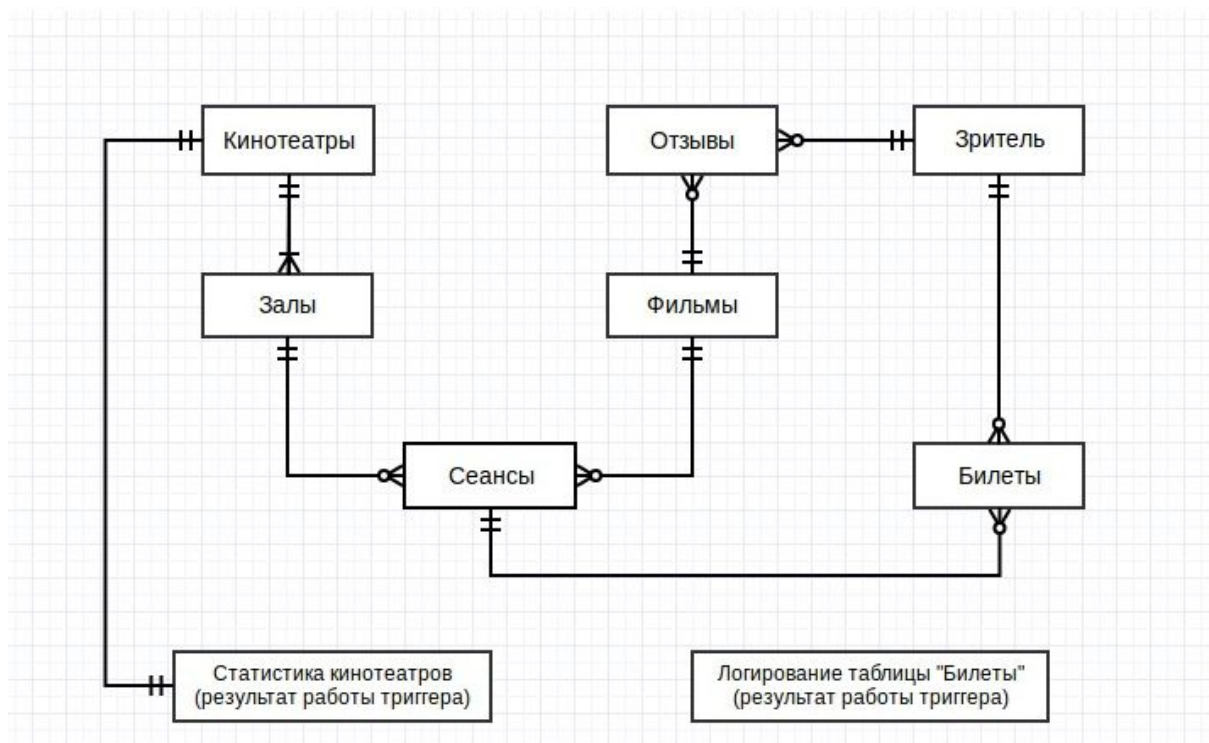 Кинотеатры
Отзывы
Зритель
Залы
Фильмы
Сеансы
Билеты
Статистика кинотеатров
(результат работы триггера)
Логирование таблицы "Билеты"
(результат работы триггера)